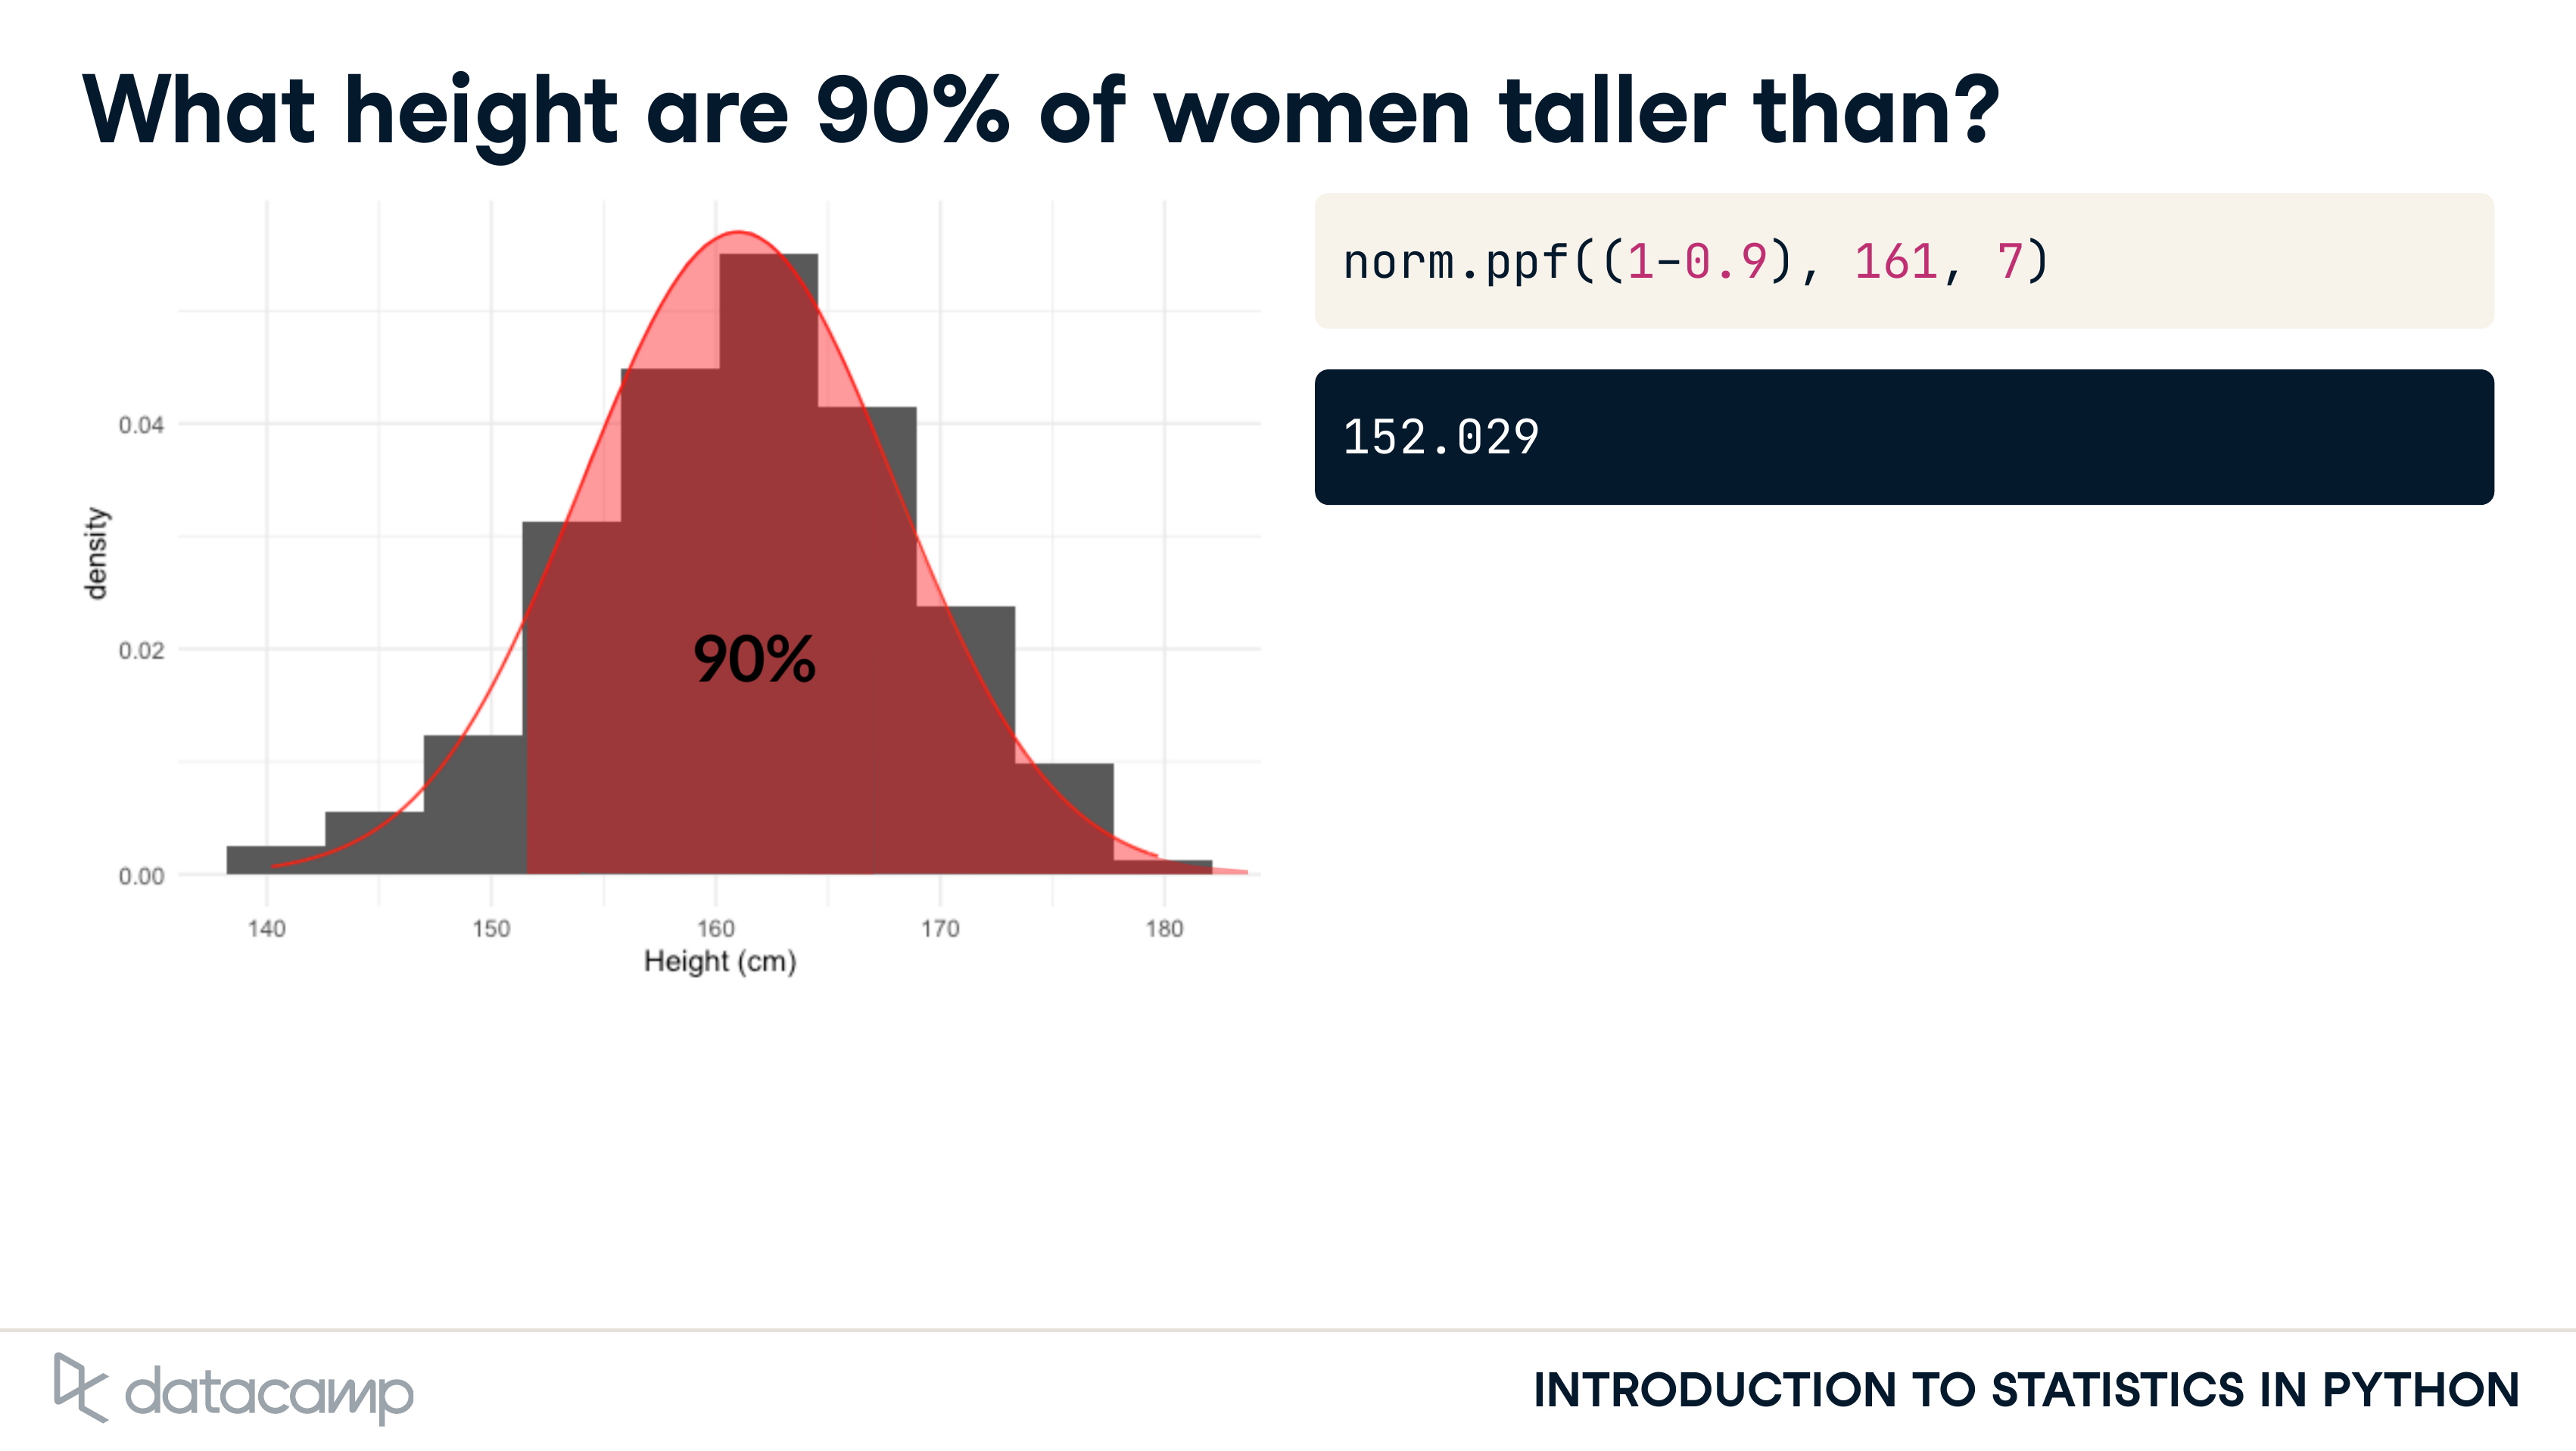 What height are 90% of women taller than?
norm.ppf((1-0.9), 161, 7)
152.029
0.04
0.02
0.00
density
90%
140 150 160 170 180
Height (cm)
datacamp
INTRODUCTION TO STATISTICS IN PYTHON